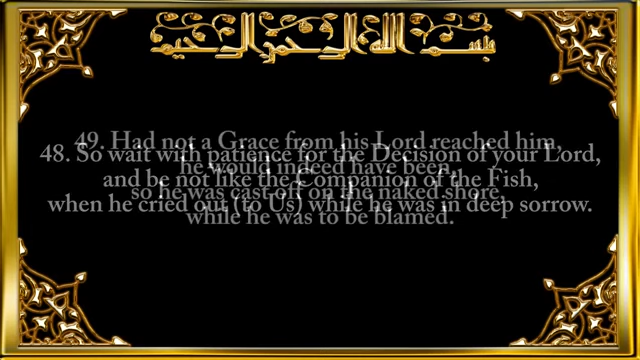 بسم الله الرحمن الرحيم
48. So wait with patience for the Decision of your Lord,
and be not like the Companion of the Fish,
when he cried out (to Us) while he was in deep sorrow.
49. Had not a Grace from his Lord reached him,
he would indeed have been
so he was cast off on the naked shore,
while he was to be blamed.